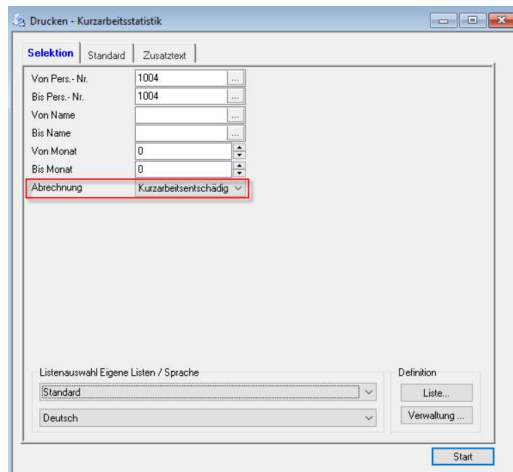 Drucken - Kurzarbeitsstatistik
Selektion Standard Zusatztext
Von Pers.- Nr. 1004 ...
Bis Pers.- Nr. 1004 ...
Von Name ...
Bis Name ...
Von Monat 0
Bis Monat 0
Abrechnung Kurzarbeitsentschädig
Listenauswahl Eigene Listen / Sprache Definition
Standard Liste...
Deutsch Verwaltung ...
Start